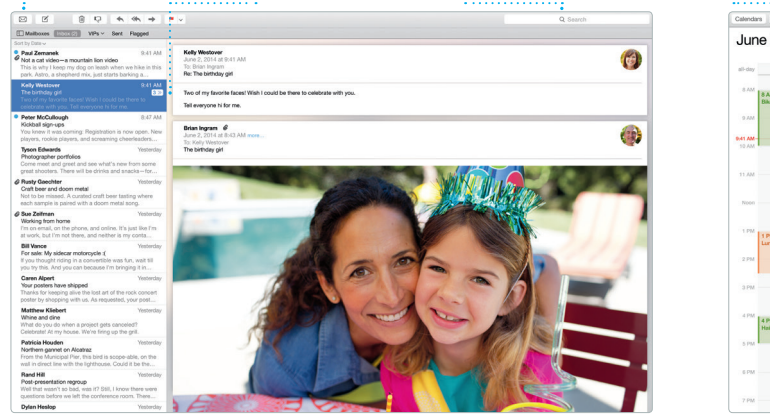 Search
Mailboxes Inbox (2) VIPs Sent Flagged
Sort by Date
Paul Zemanek 9:41 AM
Not a cat video—a mountain lion video
This is why I keep my dog on leash when we hike in this
park. Astro, a shepherd mix, just starts barking a...
Kelly Westover 9:41 AM
The birthday girl 2
Two of my favorite faces! Wish I could be there to
celebrate with you. Tell everyone hi for me.
Peter McCullough 8:47 AM
Kickball sign-ups
You knew it was coming: Registration is now open. New
players, rookie players, and screaming cheerleaders...
Tyson Edwards Yesterday
Photographer portfolios
Come meet and greet and see what's new from some
great shooters. There will be drinks and snacks—for...
Rusty Gaechter Yesterday
Craft beer and doom metal
Not to be missed. A curated craft beer tasting where
each sample is paired with a doom metal song.
Sue Zeifman Yesterday
Working from home
I'm on email, on the phone, and online. It's just like I'm
at work, but I'm not there, and neither is my conta...
Bill Vance Yesterday
For sale: My sidecar motorcycle :(
If you thought riding in a convertible was fun, wait till
you try this. And you can because I'm bringing it in...
Caren Alpert Yesterday
Your posters have shipped
Thanks for keeping alive the lost art of the rock concert
poster by shopping with us. As requested, your post...
Matthew Kliebert Yesterday
Whine and dine
What do you do when a project gets canceled?
Celebrate! At my house. We're firing up the grill.
Patricia Houden Yesterday
Northern gannet on Alcatraz
From the Municipal Pier, this bird is scope-able, on the
wall in direct line with the lighthouse. Could it be the...
Rand Hill Yesterday
Post-presentation regroup
Well that wasn't so bad, was it? Still, I know there were
questions before we left the conference room. There...
Dylan Heslop Yesterday
Kelly Westover
June 2, 2014 at 9:41 AM
To: Brian Ingram
Re: The birthday girl
Two of my favorite faces! Wish I could be there to celebrate with you.
Tell everyone hi for me.
Brian Ingram
June 2, 2014 at 8:43 AM more...
To: Kelly Westover
The birthday girl
Calendars
June
all-day
8 AM
9 AM
9:41 AM
10 AM
11 AM
Noon
1 PM
2 PM
3 PM
4 PM
5 PM
6 PM
7 PM